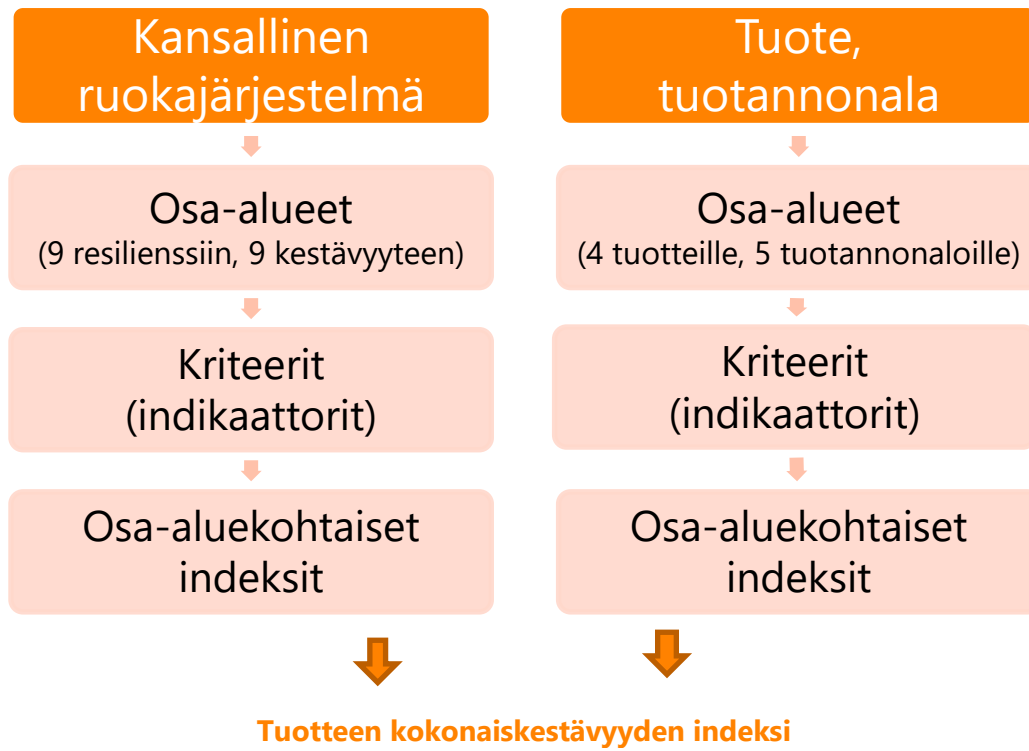 Kansallinen
ruokajärjestelmä
Osa-alueet
(9 resilienssiin, 9 kestävyyteen)
Kriteerit
(indikaattorit)
Osa-aluekohtaiset
indeksit
Tuote,
tuotannonala
Osa-alueet
(4 tuotteille, 5 tuotannonaloille)
Kriteerit
(indikaattorit)
Osa-aluekohtaiset
indeksit
Tuotteen kokonaiskestävyyden indeksi